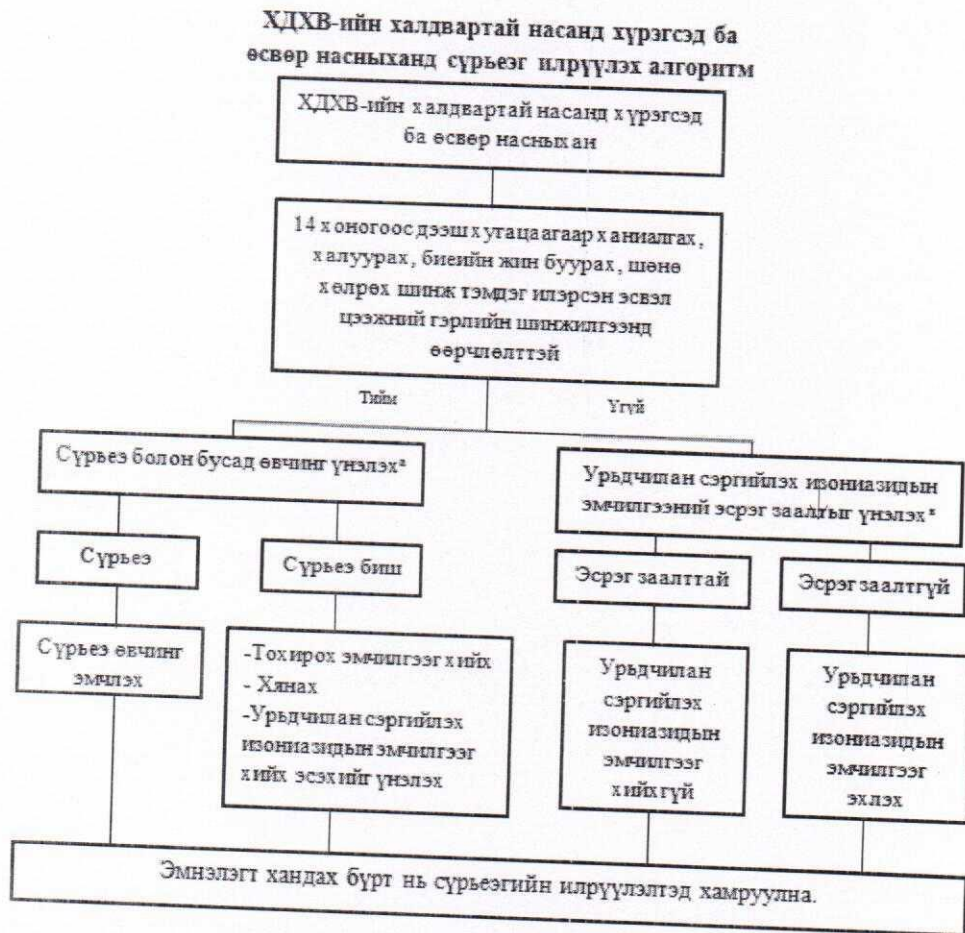 ХДХВ-ийн халдвартай насанд хүрэгсэд ба
өсвөр насныханд сүрьеэг илрүүлэх алгоритм
ХДХВ-ийн халдвартай насанд хүрэгсэд
ба өсвөр насныхан
14 хоногоос дээш хугацаагаар ханиалгах,
халуурах, биеийн жин буурах, шөнө
хөлрөх шинж тэмдэг илэрсэн эсвэл
цээжний гэрлийн шинжилгээнд
өөрчлөлттэй
Тийм
Үгүй
Сүрьеэ болон бусад өвчинг үнэлэх²
Урьдчилан сэргийлэх изониазидын
эмчилгээний эсрэг заалтыг үнэлэх²
Сүрьеэ
Сүрьеэ биш
Эсрэг заалттай
Эсрэг заалтгүй
Сүрьеэ өвчинг
эмчлэх
-Тохирох эмчилгээг хийх
- Хянах
-Урьдчилан сэргийлэх
изониазидын эмчилгээг
хийх эсэхийг үнэлэх
Урьдчилан
сэргийлэх
изониазидын
эмчилгээг
хийхгүй
Урьдчилан
сэргийлэх
изониазидын
эмчилгээг
эхлэх
Эмнэлэгт хандах бүрт нь сүрьеэгийн илрүүлэлтэд хамруулна.